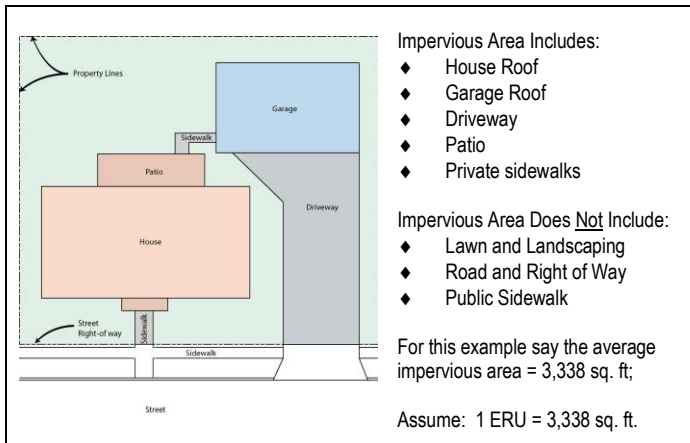 Property Lines
Garage
Sidewalk
Patio
Driveway
House
Sidewalk
Street
Right-of way
Sidewalk
Street
Impervious Area Includes:
♦ House Roof
♦ Garage Roof
♦ Driveway
♦ Patio
♦ Private sidewalks
Impervious Area Does Not Include:
♦ Lawn and Landscaping
♦ Road and Right of Way
♦ Public Sidewalk
For this example say the average
impervious area = 3,338 sq. ft;
Assume: 1 ERU = 3,338 sq. ft.